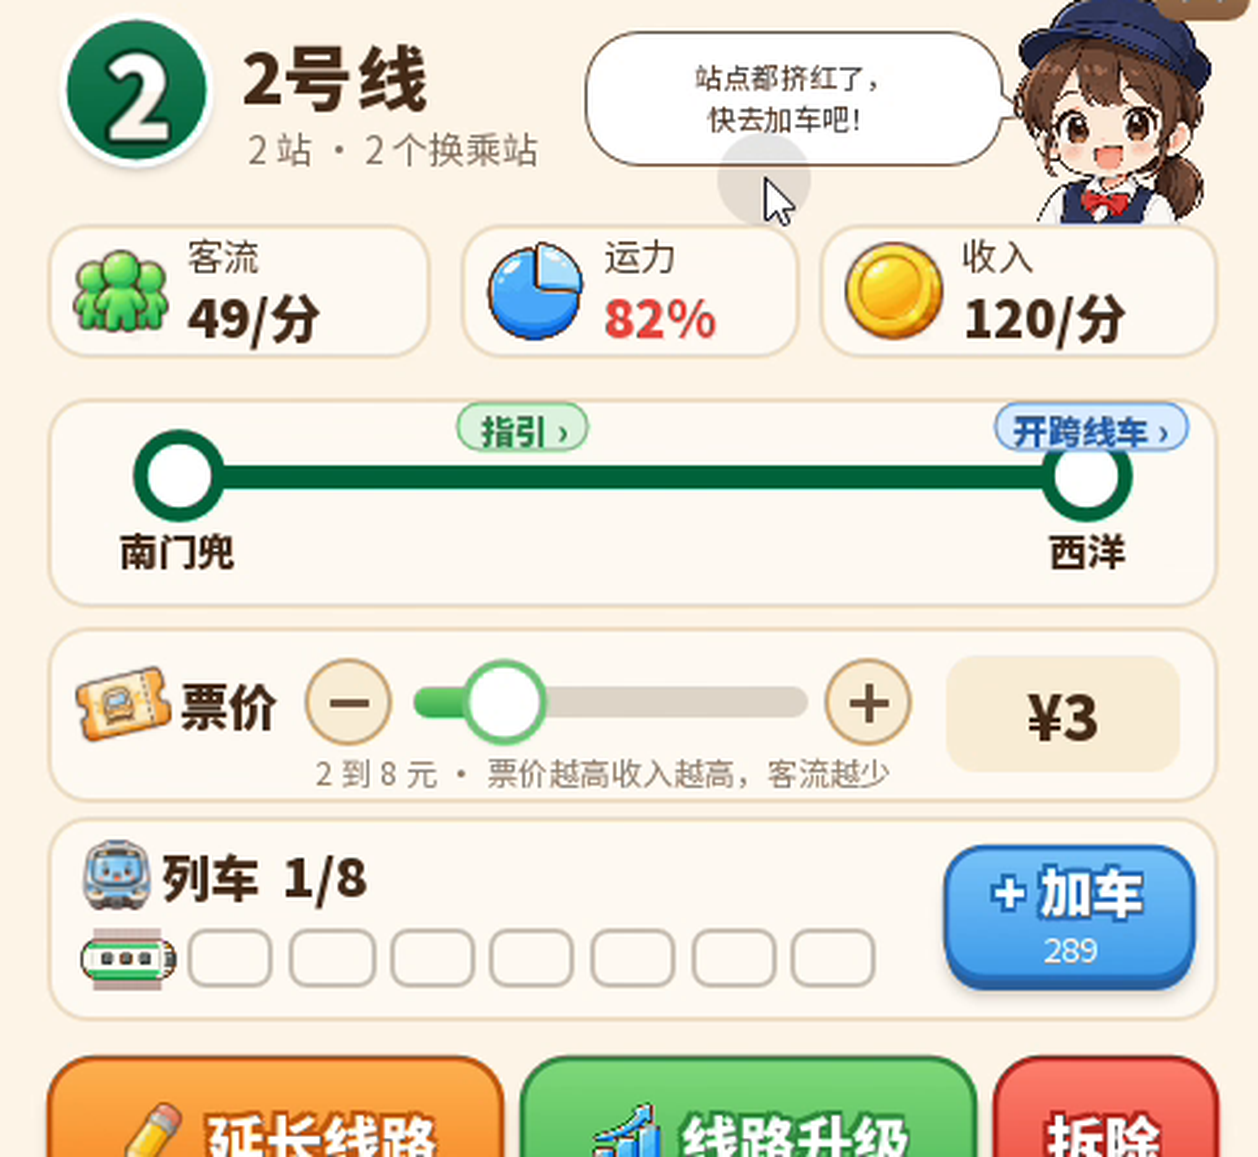 2
2号线
2 站 · 2 个换乘站
站点都挤红了，
快去加车吧！
客流
49/分
运力
82%
收入
120/分
指引 ›
开跨线车 ›
南门兜
西洋
票价
−
+
¥3
2 到 8 元 · 票价越高收入越高，客流越少
列车 1/8
+ 加车
289
延长线路
线路升级
拆除